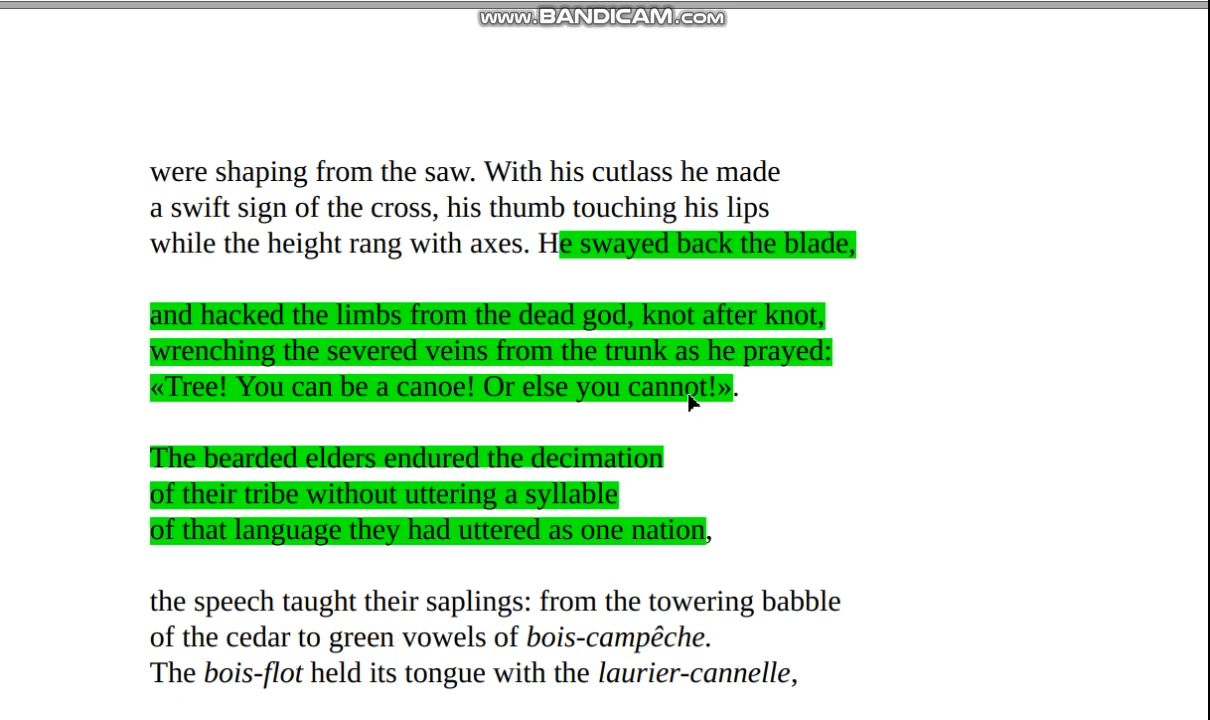 www.BANDICAM.com
were shaping from the saw. With his cutlass he made
a swift sign of the cross, his thumb touching his lips
while the height rang with axes. He swayed back the blade,
and hacked the limbs from the dead god, knot after knot,
wrenching the severed veins from the trunk as he prayed:
«Tree! You can be a canoe! Or else you cannot!».
The bearded elders endured the decimation
of their tribe without uttering a syllable
of that language they had uttered as one nation,
the speech taught their saplings: from the towering babble
of the cedar to green vowels of bois-campêche.
The bois-flot held its tongue with the laurier-cannelle,